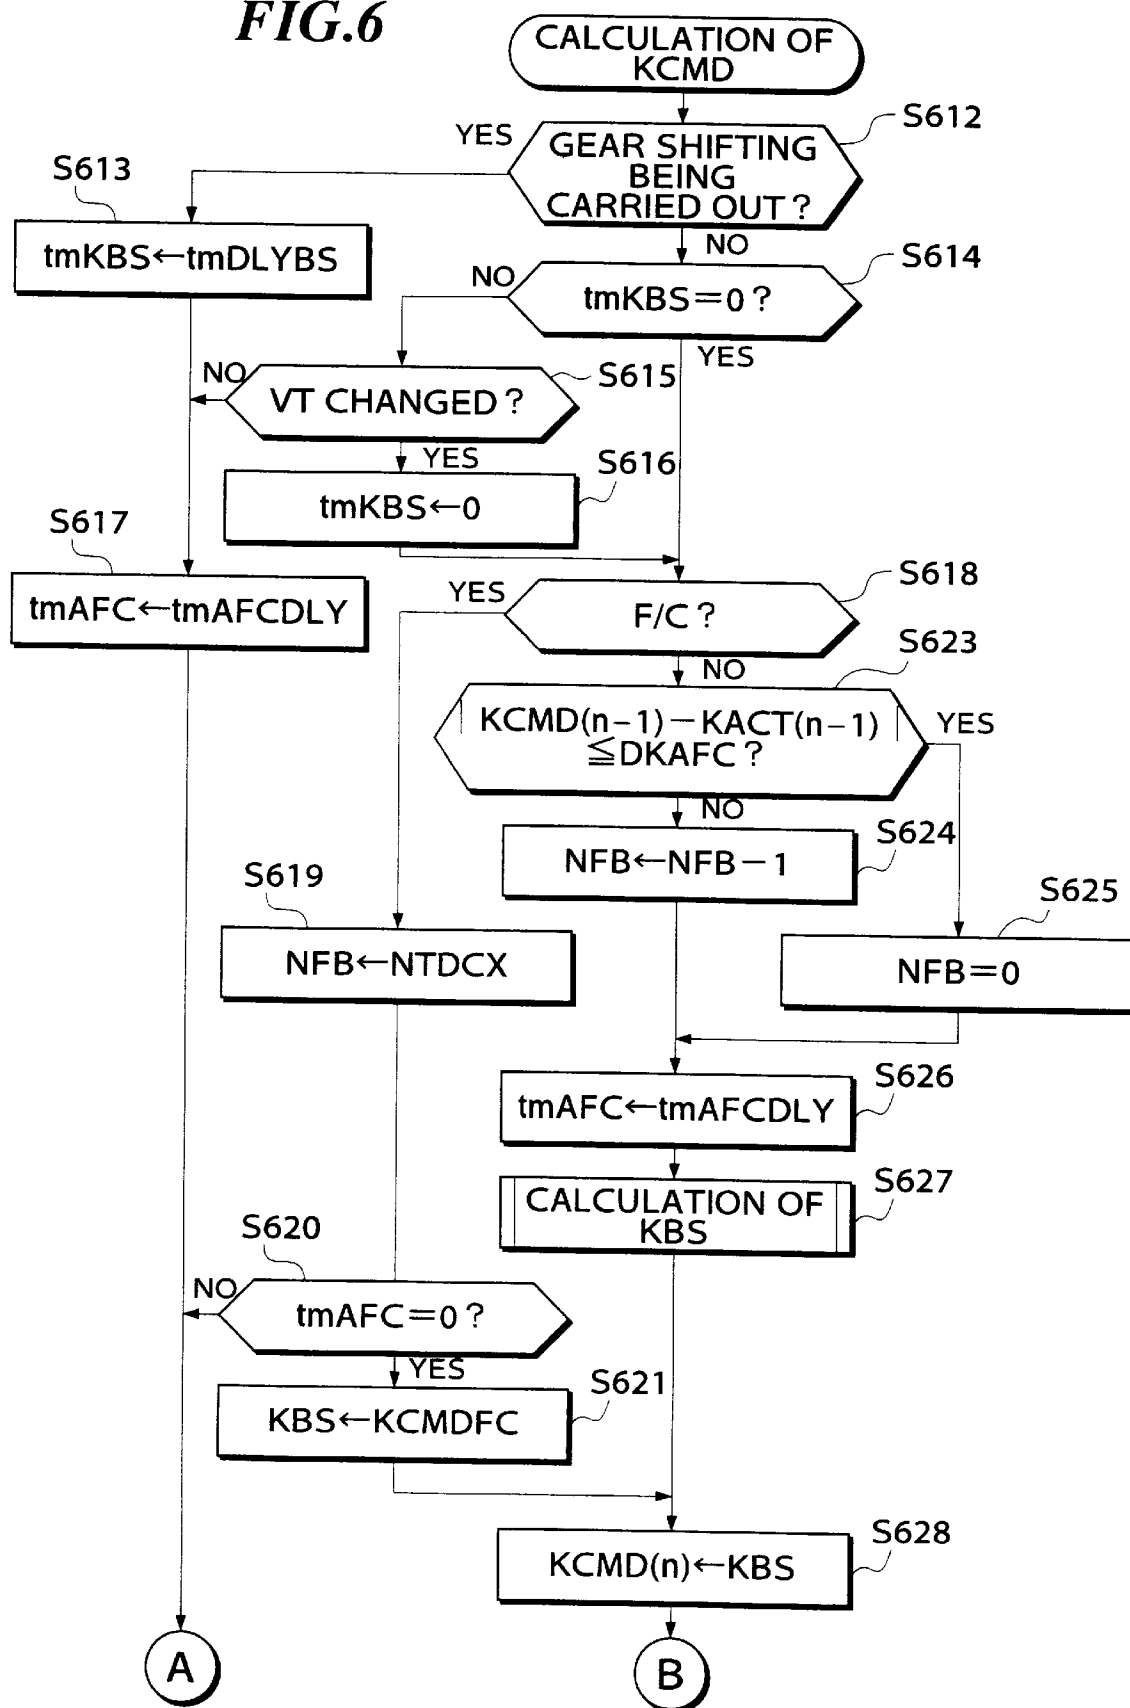 FIG.6
CALCULATION OF
KCMD
S612
YES
GEAR SHIFTING
BEING
CARRIED OUT?
S613
tmKBS←tmDLYBS
NO
S614
NO
tmKBS=0?
YES
S615
NO
VT CHANGED?
YES
S616
tmKBS←0
S617
tmAFC←tmAFCDLY
S618
YES
F/C?
NO
S623
|KCMD(n-1)-KACT(n-1)|
≦DKAFC?
YES
NO
S624
NFB←NFB-1
S619
NFB←NTDCX
S625
NFB=0
S626
tmAFC←tmAFCDLY
S627
CALCULATION OF
KBS
S620
NO
tmAFC=0?
YES
S621
KBS←KCMDFC
S628
KCMD(n)←KBS
A
B